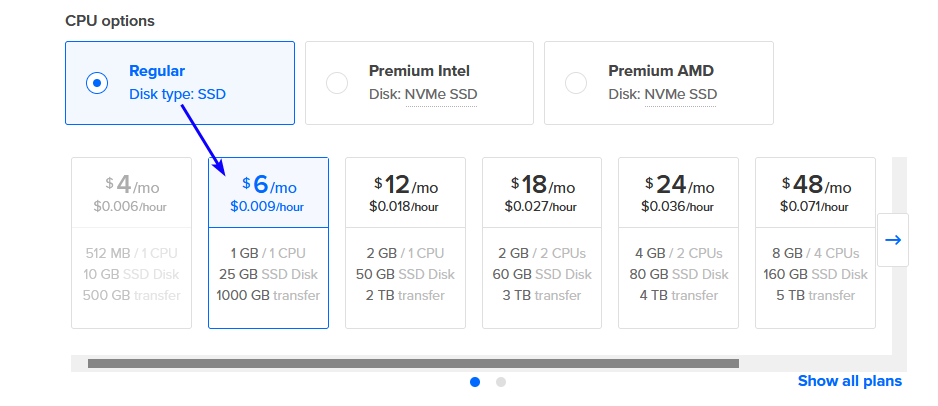 CPU options
Regular
Disk type: SSD
Premium Intel
Disk: NVMe SSD
Premium AMD
Disk: NVMe SSD
$4/mo
$0.006/hour
512 MB / 1 CPU
10 GB SSD Disk
500 GB transfer
$6/mo
$0.009/hour
1 GB / 1 CPU
25 GB SSD Disk
1000 GB transfer
$12/mo
$0.018/hour
2 GB / 1 CPU
50 GB SSD Disk
2 TB transfer
$18/mo
$0.027/hour
2 GB / 2 CPUs
60 GB SSD Disk
3 TB transfer
$24/mo
$0.036/hour
4 GB / 2 CPUs
80 GB SSD Disk
4 TB transfer
$48/mo
$0.071/hour
8 GB / 4 CPUs
160 GB SSD Disk
5 TB transfer
Show all plans